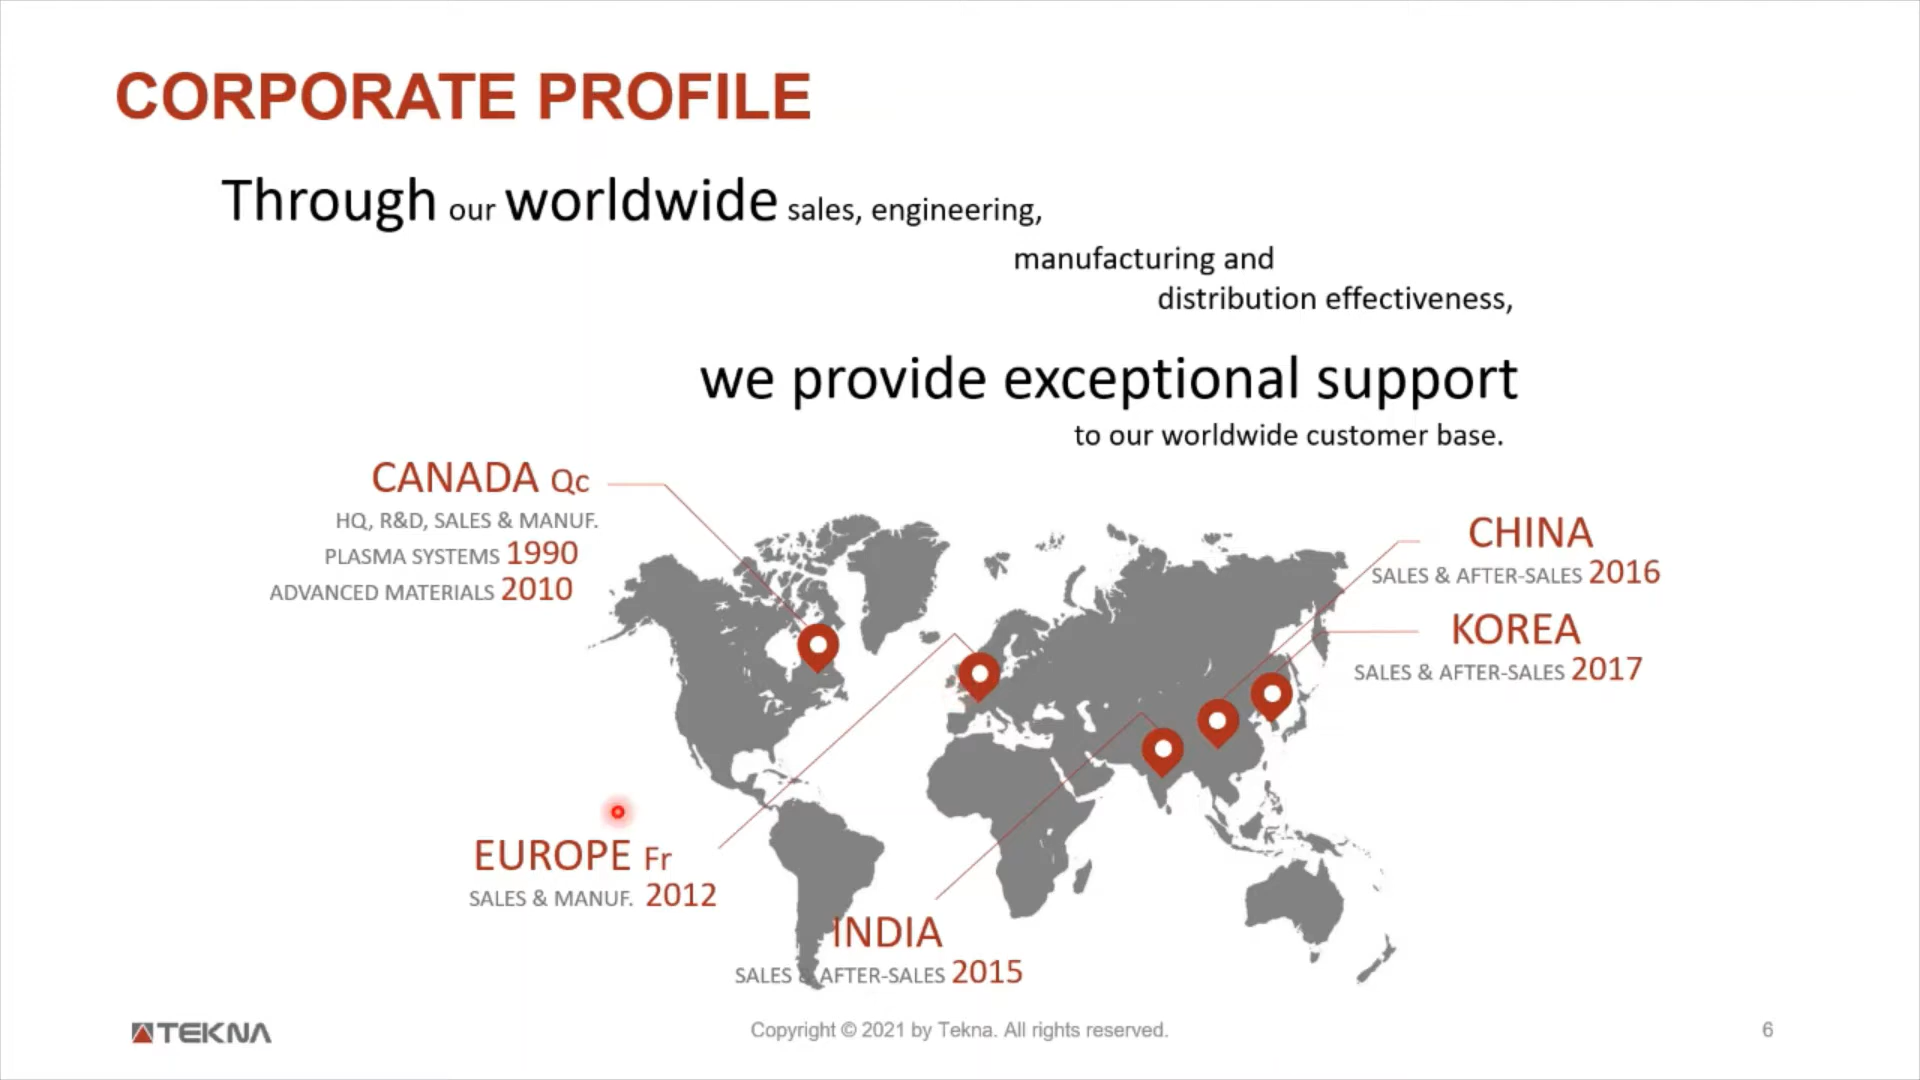 CORPORATE PROFILE
Through our worldwide sales, engineering,
manufacturing and
distribution effectiveness,
we provide exceptional support
to our worldwide customer base.
CANADA Qc
HQ, R&D, SALES & MANUF.
PLASMA SYSTEMS 1990
ADVANCED MATERIALS 2010
CHINA
SALES & AFTER-SALES 2016
KOREA
SALES & AFTER-SALES 2017
EUROPE Fr
SALES & MANUF. 2012
INDIA
SALES & AFTER-SALES 2015
TEKNA
Copyright © 2021 by Tekna. All rights reserved.
6